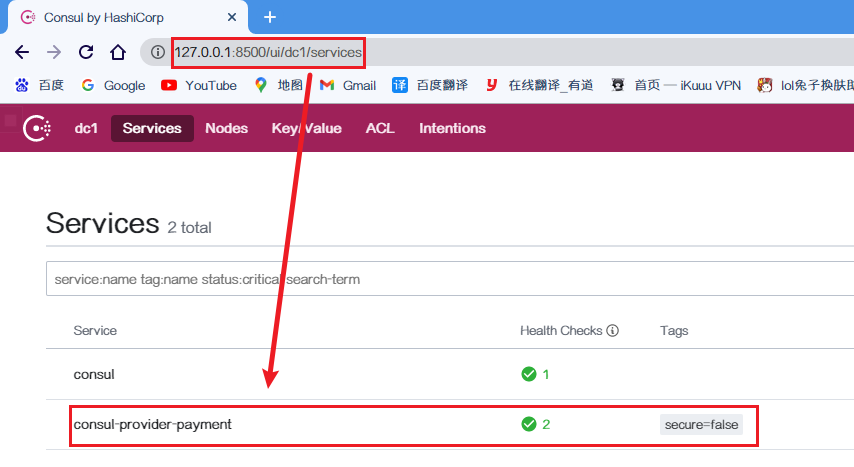 Consul by HashiCorp
127.0.0.1:8500/ui/dc1/services
百度 Google YouTube 地图 Gmail 译 百度翻译 在线翻译_有道 首页 — iKuuu VPN lol兔子换肤助
dc1 Services Nodes Key/Value ACL Intentions
Services 2 total
service:name tag:name status:critical search-term
Service Health Checks Tags
consul 1
consul-provider-payment 2 secure=false